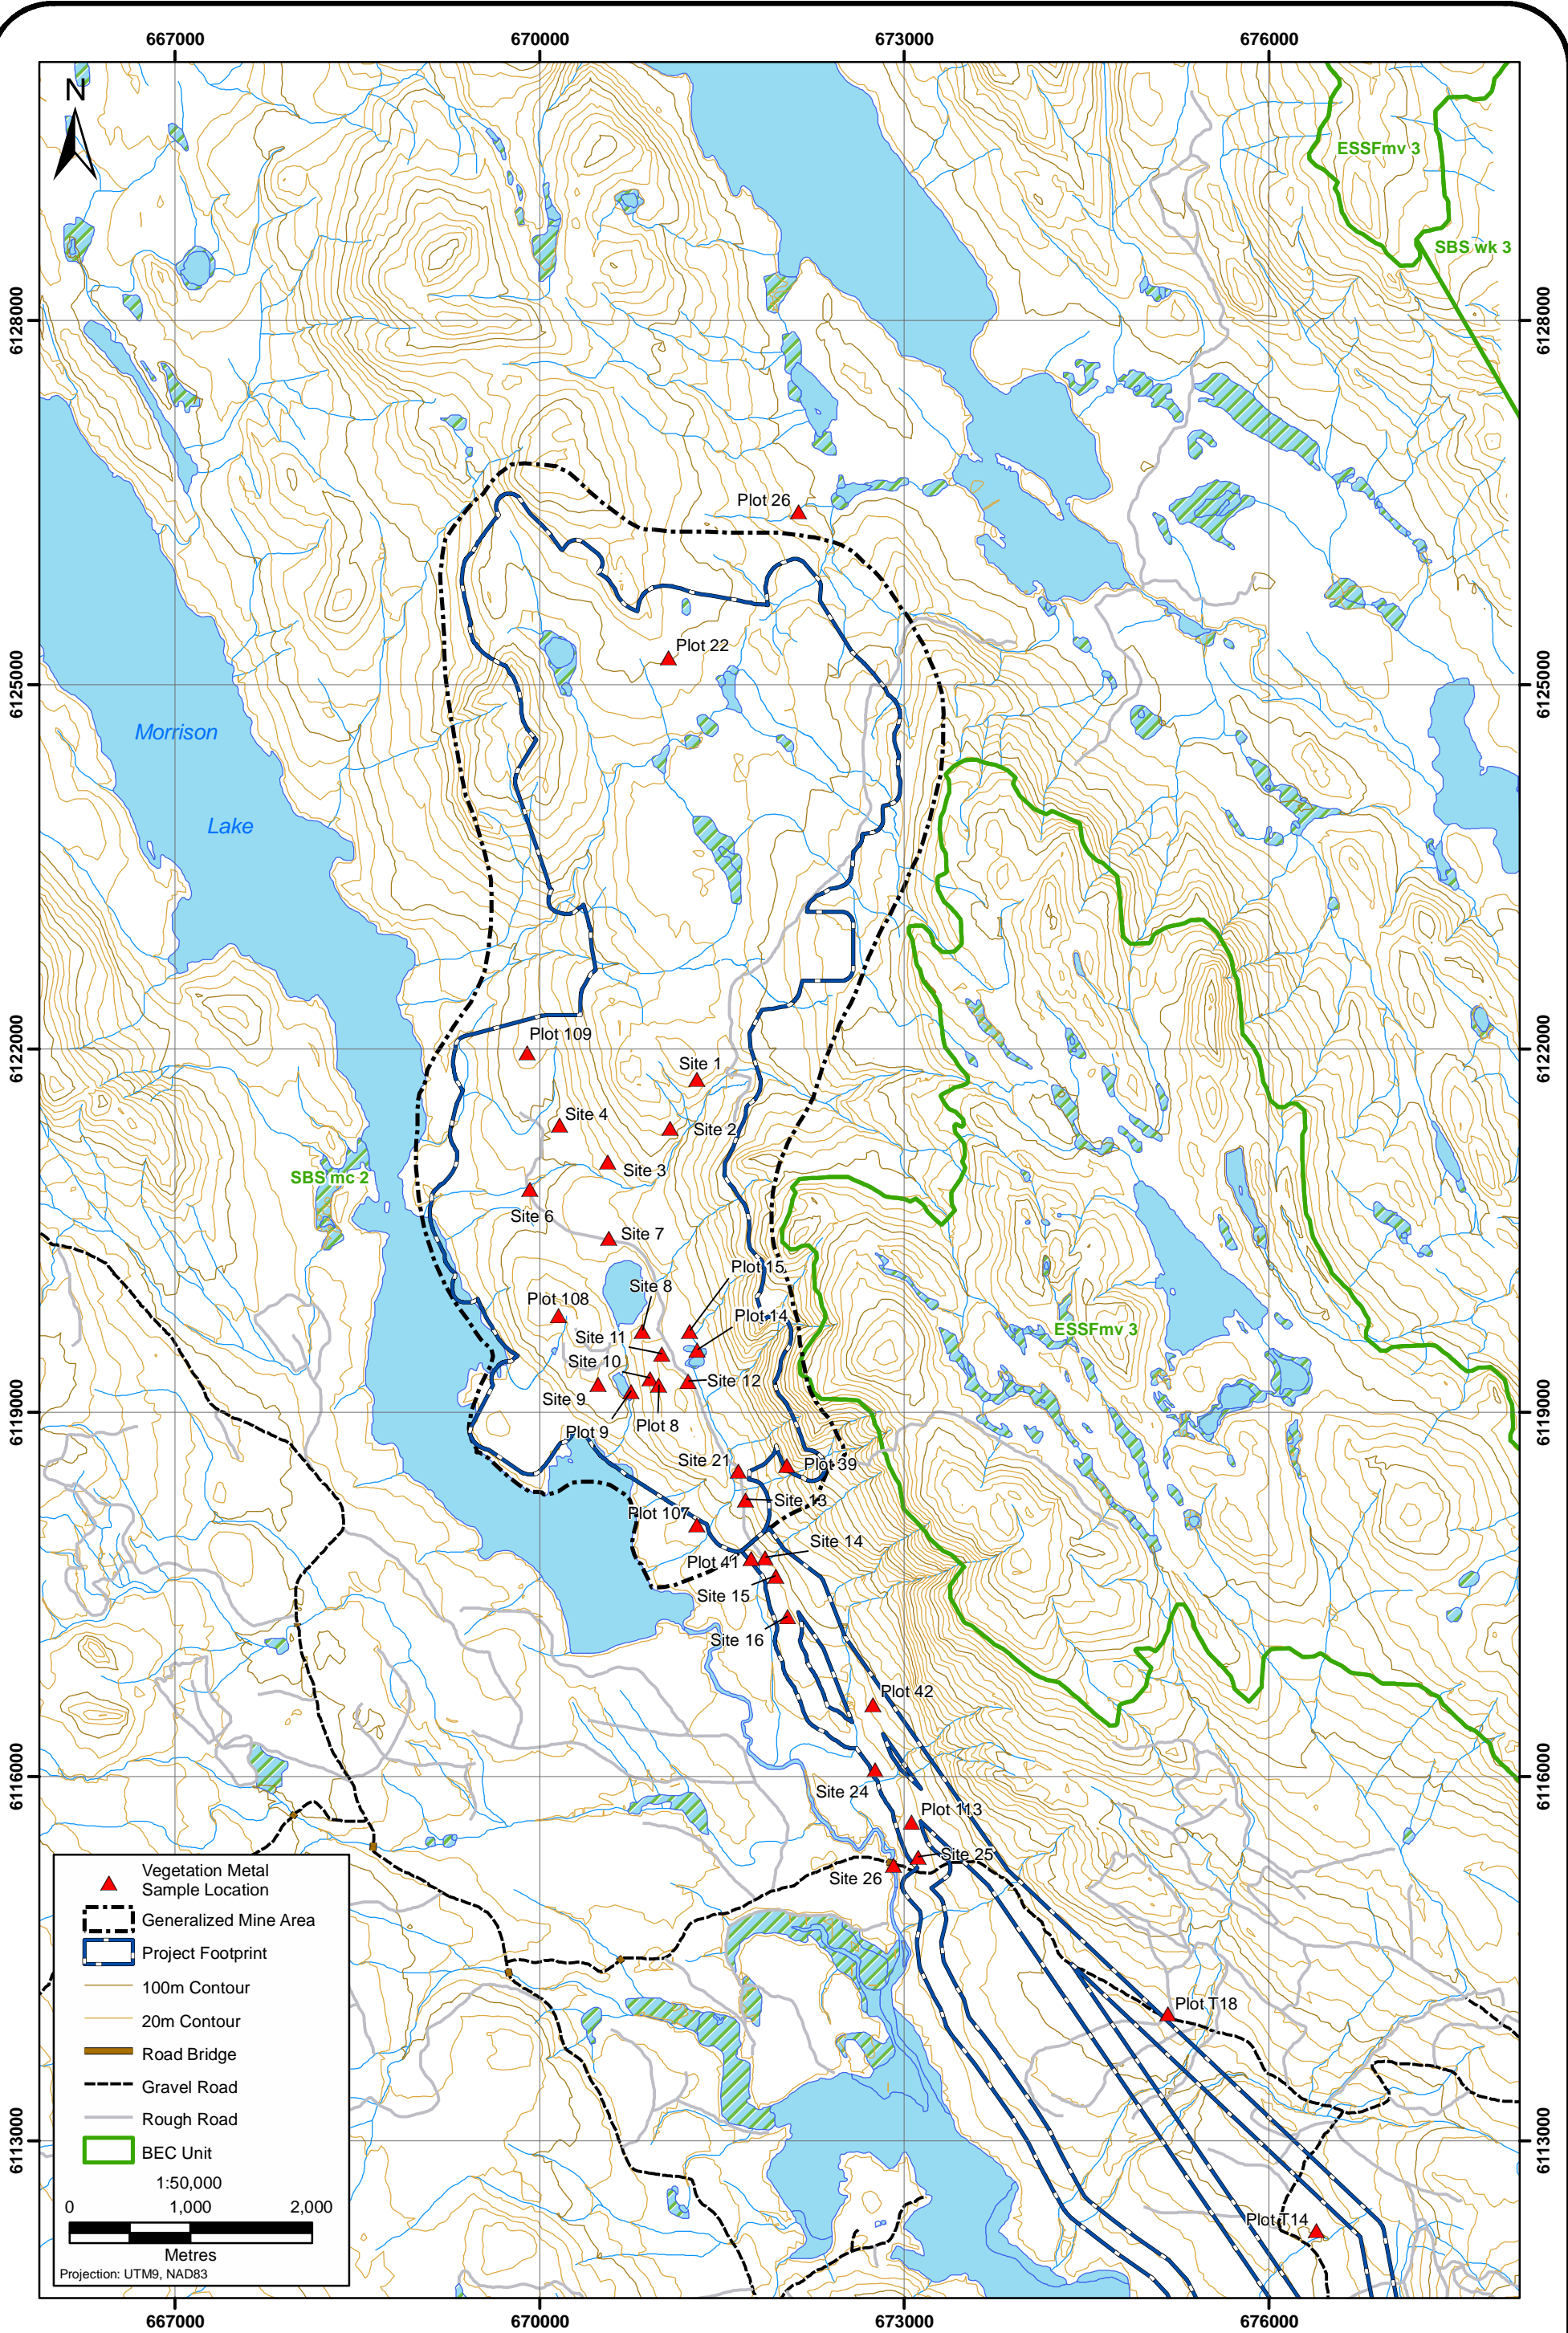 667000
670000
673000
676000
N
ESSFmv 3
SBS wk 3
6128000
6128000
Plot 26
Plot 22
6125000
6125000
Morrison
Lake
6122000
6122000
Plot 109
Site 1
Site 4
Site 2
Site 3
SBS mc 2
Site 6
Site 7
Plot 15
Site 8
Plot 108
Plot 14
Site 11
ESSFmv 3
Site 10
Site 12
Site 9
6119000
6119000
Plot 8
Plot 9
Site 21
Plot 39
Site 13
Plot 107
Site 14
Plot 41
Site 15
Site 16
Plot 42
6116000
6116000
Site 24
Plot 113
Site 25
Site 26
Vegetation Metal
Sample Location
Generalized Mine Area
Project Footprint
100m Contour
20m Contour
Road Bridge
Gravel Road
Rough Road
BEC Unit
1:50,000
0 1,000 2,000
Metres
Projection: UTM9, NAD83
Plot T18
6113000
6113000
Plot T14
667000
670000
673000
676000